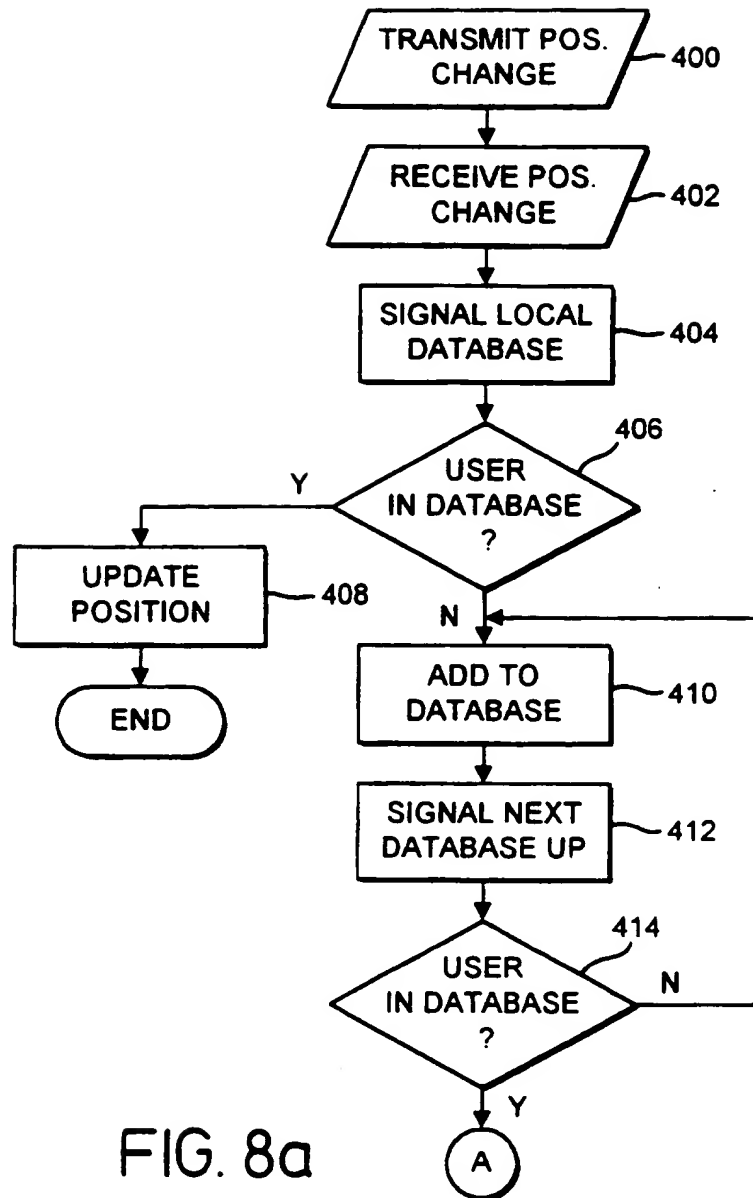 TRANSMIT POS.
CHANGE
400
RECEIVE POS.
CHANGE
402
SIGNAL LOCAL
DATABASE
404
406
USER
IN DATABASE
?
Y
UPDATE
POSITION
408
N
END
ADD TO
DATABASE
410
SIGNAL NEXT
DATABASE UP
412
414
USER
IN DATABASE
?
N
Y
A
FIG. 8a